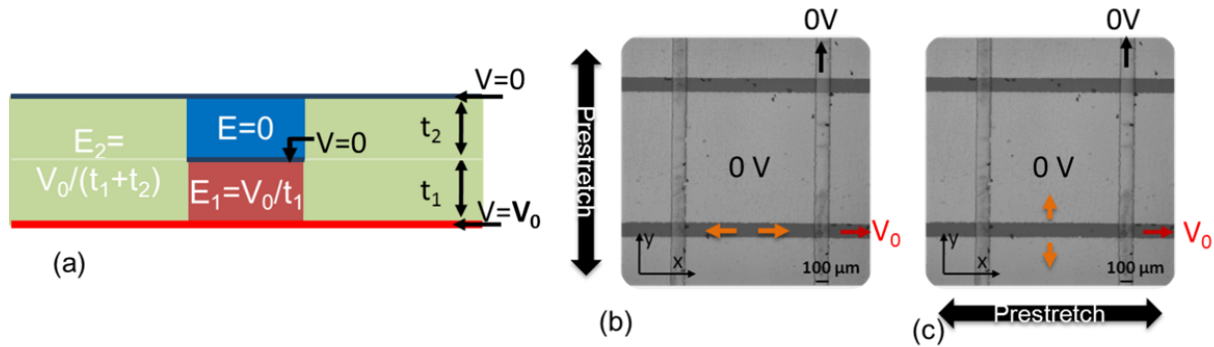 V=0
E=0
V=0
t₂
E₂=
V₀/(t₁+t₂)
E₁=V₀/t₁
t₁
V=V₀
(a)
Prestretch
0V
0 V
V₀
y
x
100 µm
(b)
0V
0 V
V₀
y
x
100 µm
Prestretch
(c)